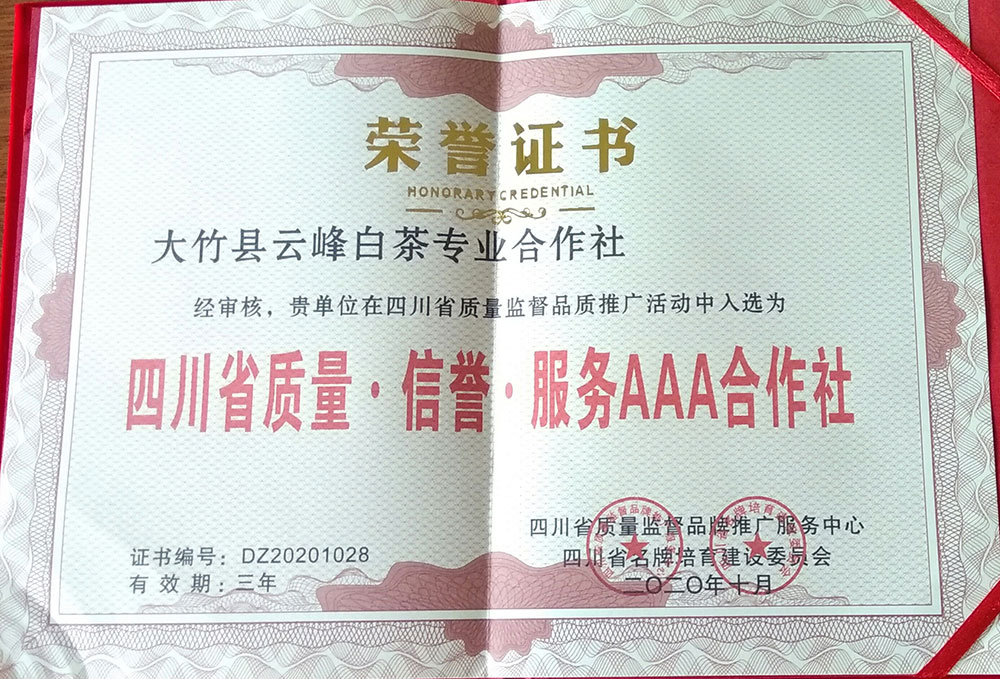 荣誉证书
HONORARY CREDENTIAL
大竹县云峰白茶专业合作社
经审核，贵单位在四川省质量监督品质推广活动中入选为
四川省质量·信誉·服务AAA合作社
四川省质量监督品牌推广服务中心
四川省名牌培育建设委员会
二〇二〇年十月
证书编号：DZ20201028
有效期：三年